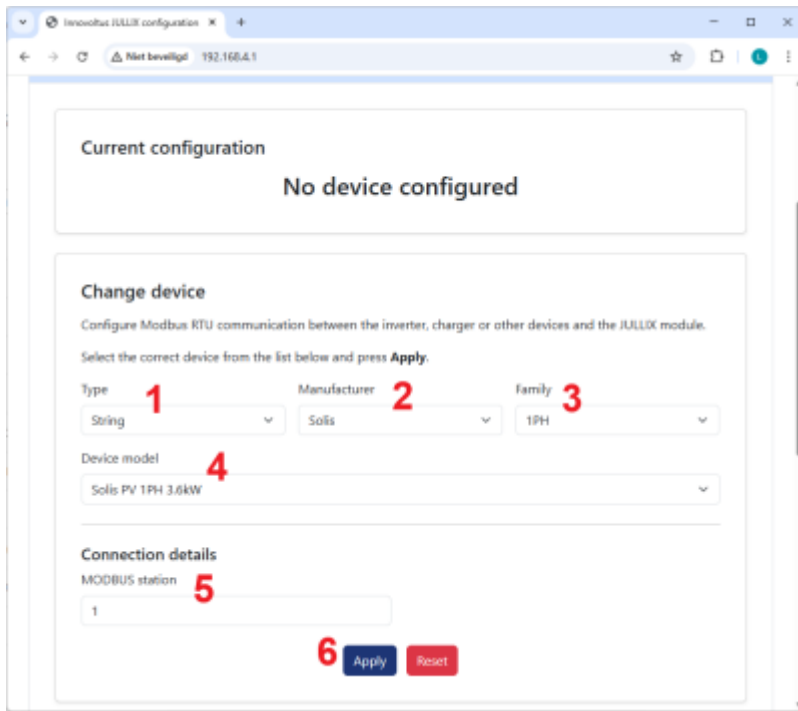 Innovoltus JULLIX configuration
Niet beveiligd 192.168.4.1
L
Current configuration
No device configured
Change device
Configure Modbus RTU communication between the inverter, charger or other devices and the JULLIX module.
Select the correct device from the list below and press Apply.
Type 1 Manufacturer 2 Family 3
String Solis 1PH
Device model 4
Solis PV 1PH 3.6kW
Connection details
MODBUS station 5
1
6 Apply Reset